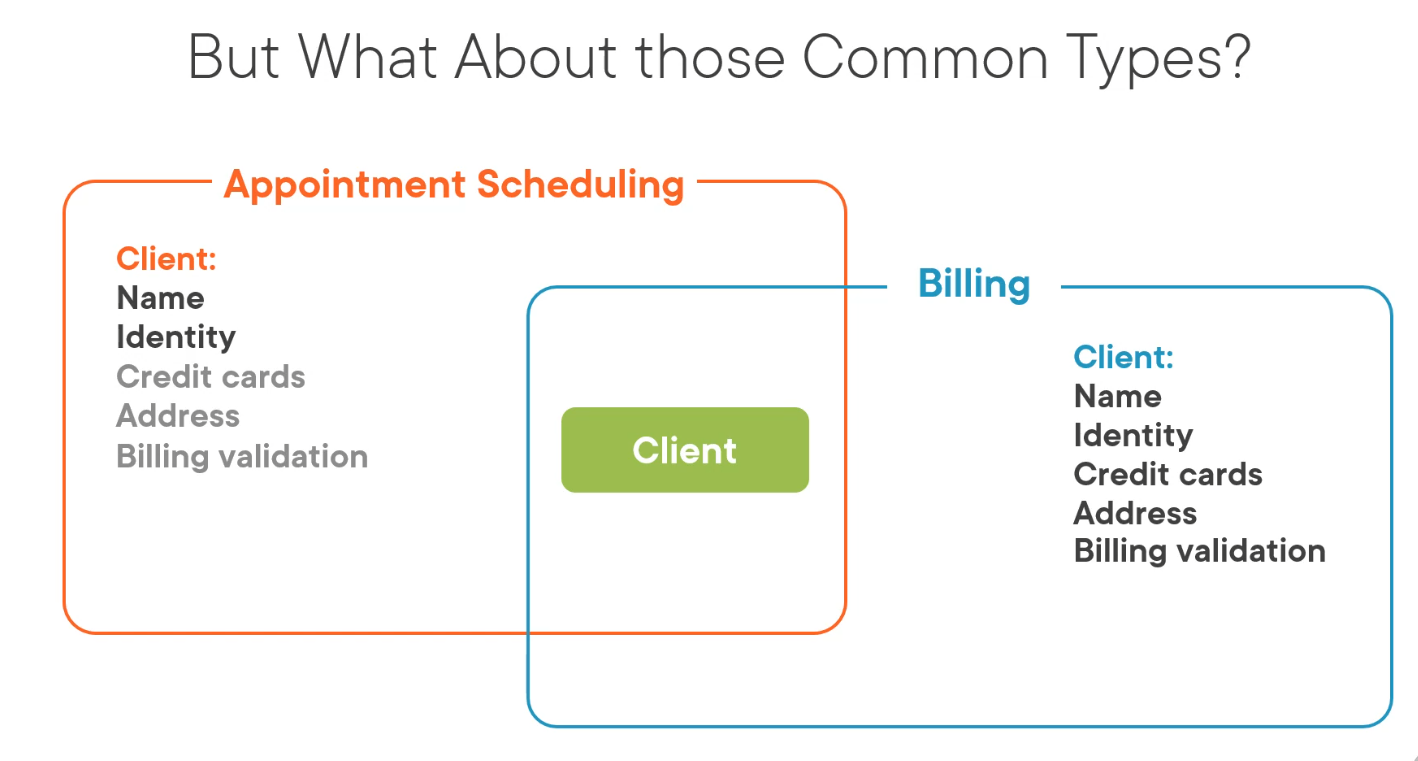 But What About those Common Types?
Appointment Scheduling
Client:
Name
Identity
Credit cards
Address
Billing validation
Client
Billing
Client:
Name
Identity
Credit cards
Address
Billing validation